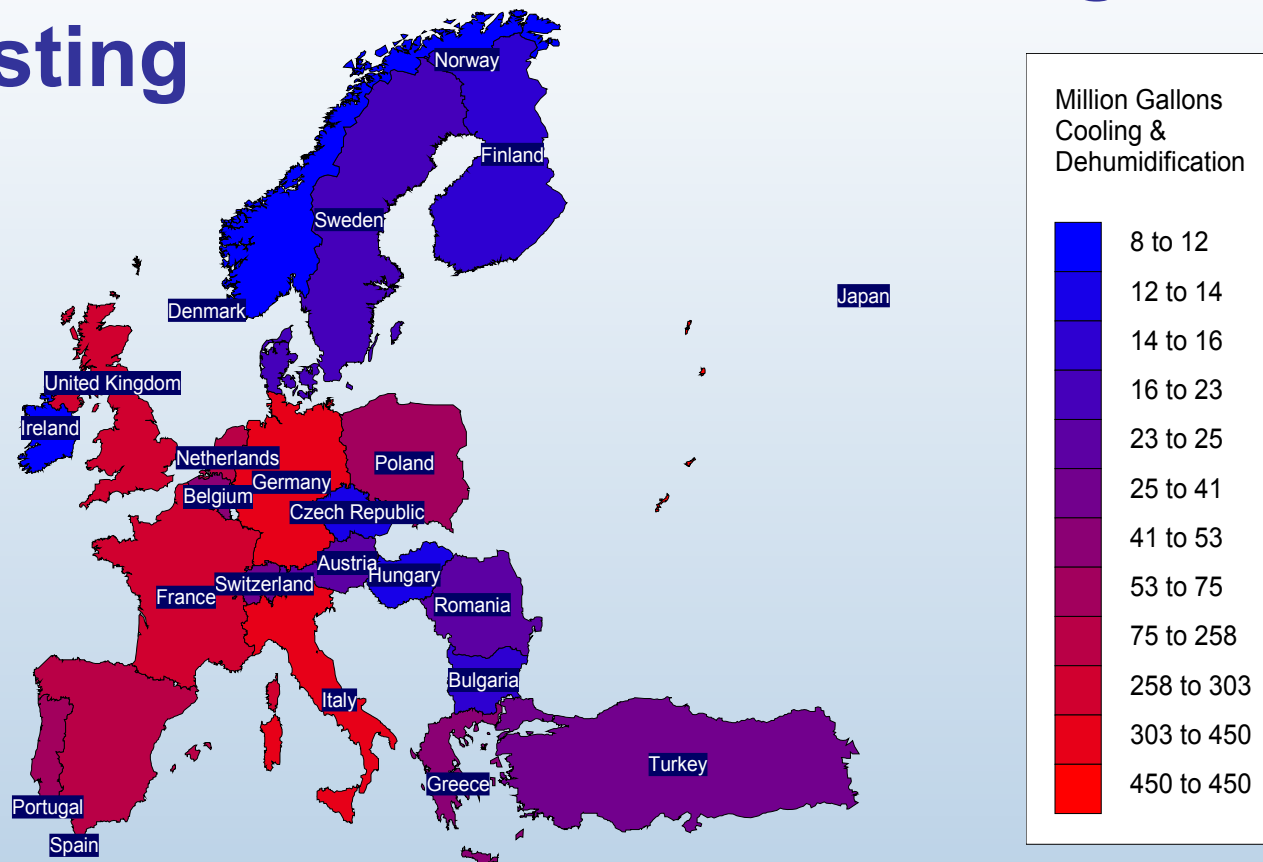 sting
Norway
Finland
Sweden
Denmark
Japan
United Kingdom
Ireland
Netherlands
Poland
Germany
Belgium
Czech Republic
Austria
Hungary
Switzerland
France
Romania
Bulgaria
Italy
Turkey
Greece
Portugal
Spain
Million Gallons
Cooling &
Dehumidification
8 to 12
12 to 14
14 to 16
16 to 23
23 to 25
25 to 41
41 to 53
53 to 75
75 to 258
258 to 303
303 to 450
450 to 450